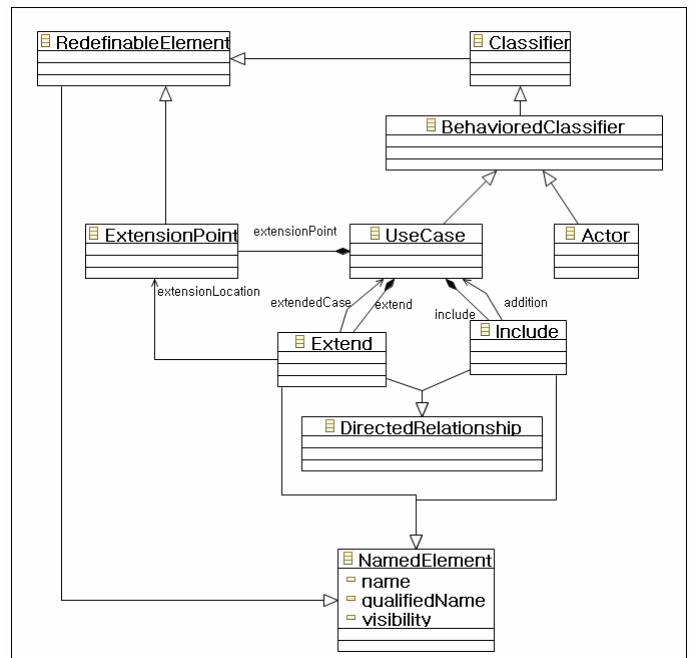 RedefinableElement
Classifier
BehavioredClassifier
ExtensionPoint
extensionPoint
UseCase
Actor
extensionLocation
extendedCase
extend
include
addition
Extend
Include
DirectedRelationship
NamedElement
name
qualifiedName
visibility